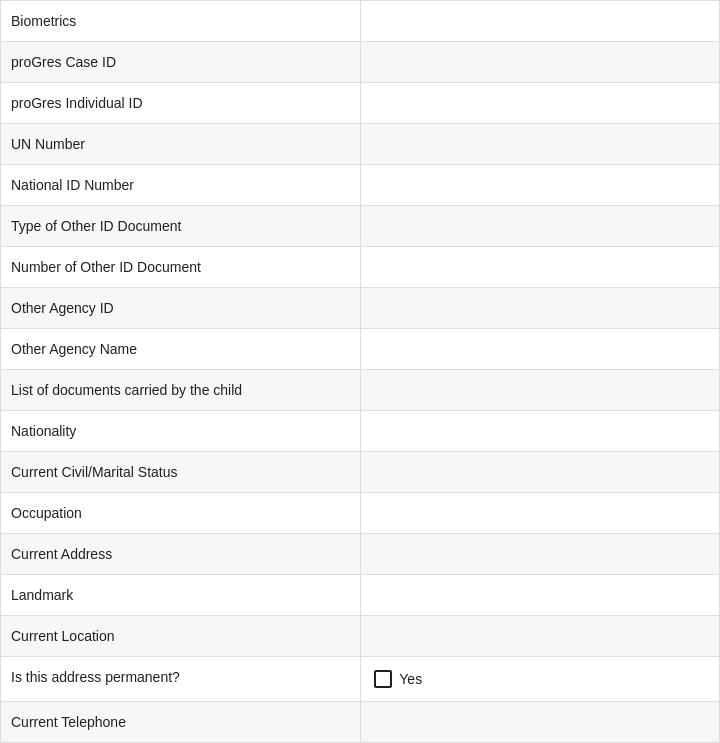 Biometrics
proGres Case ID
proGres Individual ID
UN Number
National ID Number
Type of Other ID Document
Number of Other ID Document
Other Agency ID
Other Agency Name
List of documents carried by the child
Nationality
Current Civil/Marital Status
Occupation
Current Address
Landmark
Current Location
Is this address permanent? Yes
Current Telephone